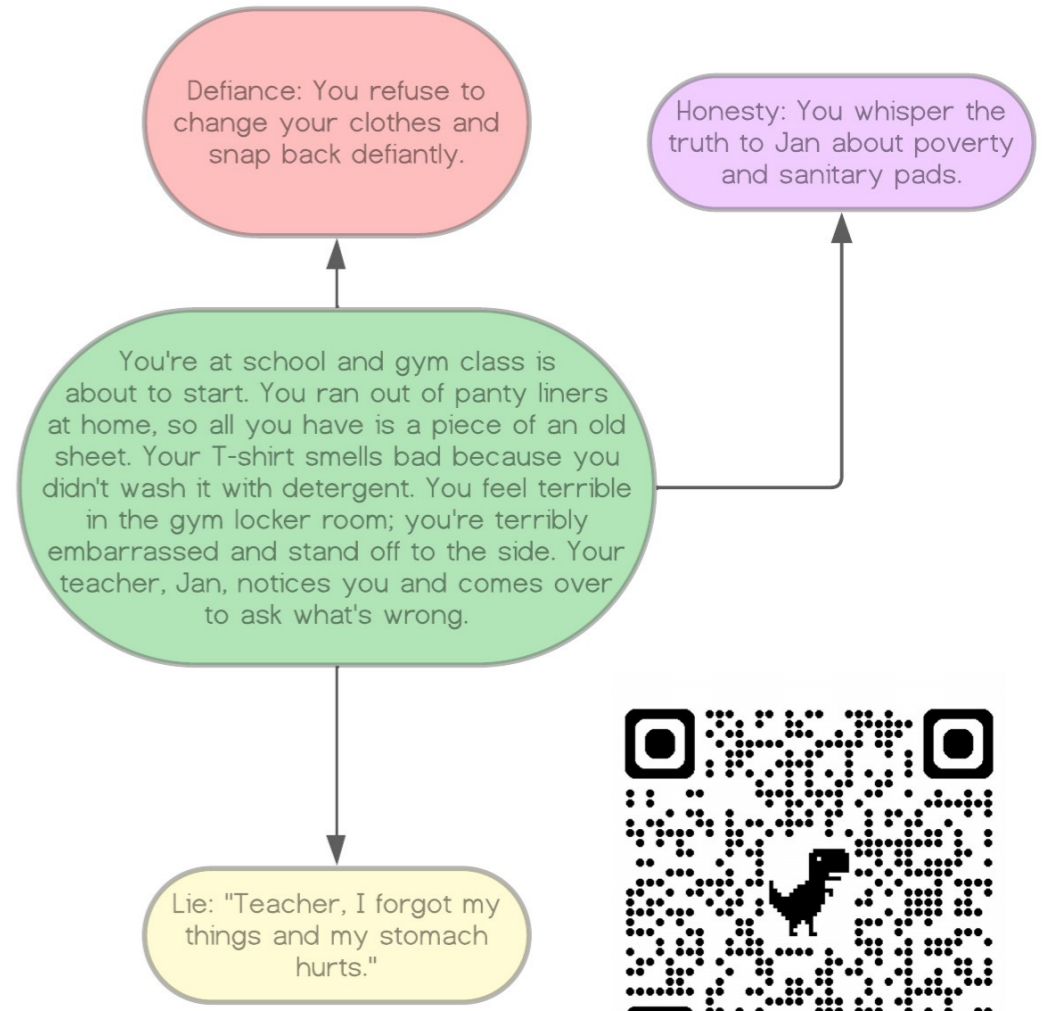 Defiance: You refuse to
change your clothes and
snap back defiantly.
Honesty: You whisper the
truth to Jan about poverty
and sanitary pads.
You're at school and gym class is
about to start. You ran out of panty liners
at home, so all you have is a piece of an old
sheet. Your T-shirt smells bad because you
didn't wash it with detergent. You feel terrible
in the gym locker room; you're terribly
embarrassed and stand off to the side. Your
teacher, Jan, notices you and comes over
to ask what's wrong.
Lie: "Teacher, I forgot my
things and my stomach
hurts."